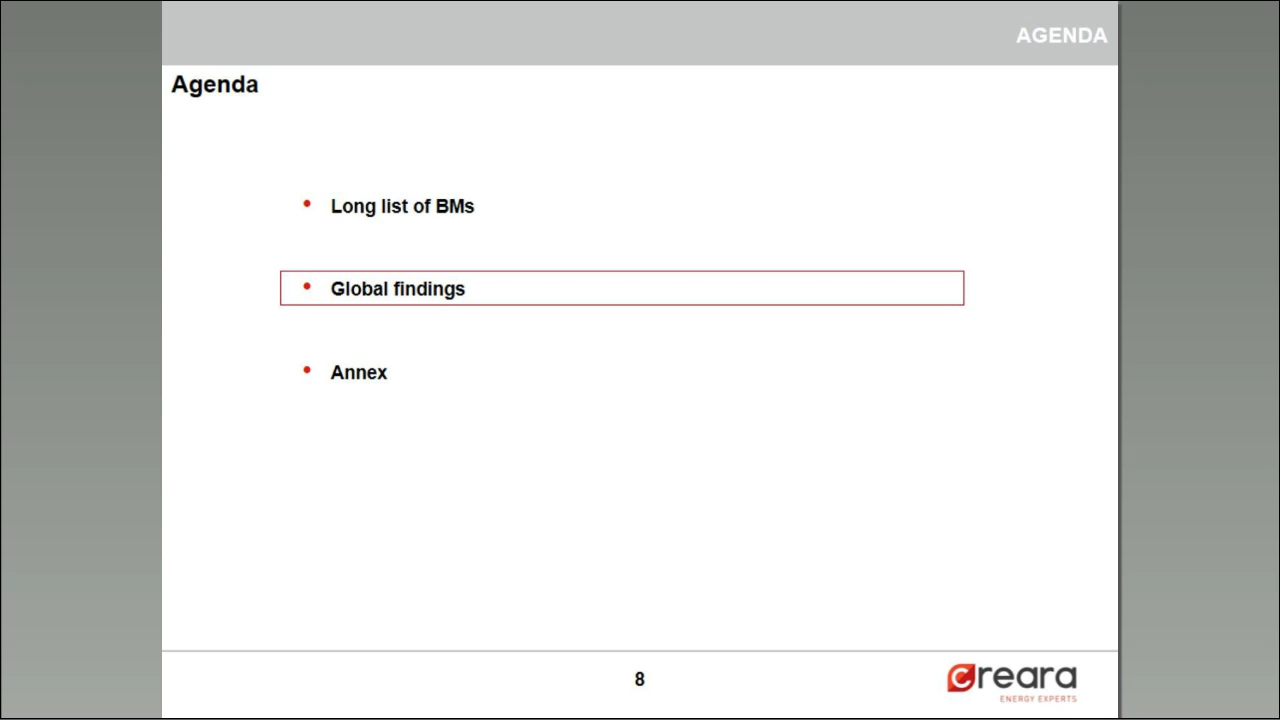 AGENDA
Agenda
• Long list of BMs
• Global findings
• Annex
8
creara
ENERGY EXPERTS